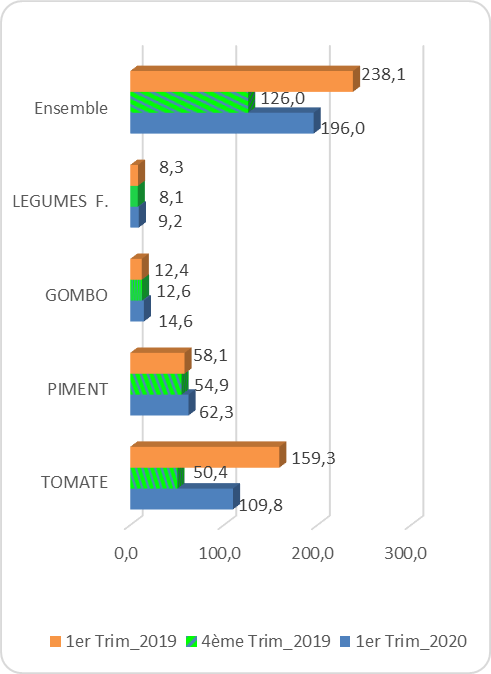 238,1
Ensemble
126,0
196,0
8,3
LEGUMES F.
8,1
9,2
12,4
GOMBO
12,6
14,6
58,1
PIMENT
54,9
62,3
159,3
TOMATE
50,4
109,8
0,0 100,0 200,0 300,0
1er Trim_2019 4ème Trim_2019 1er Trim_2020